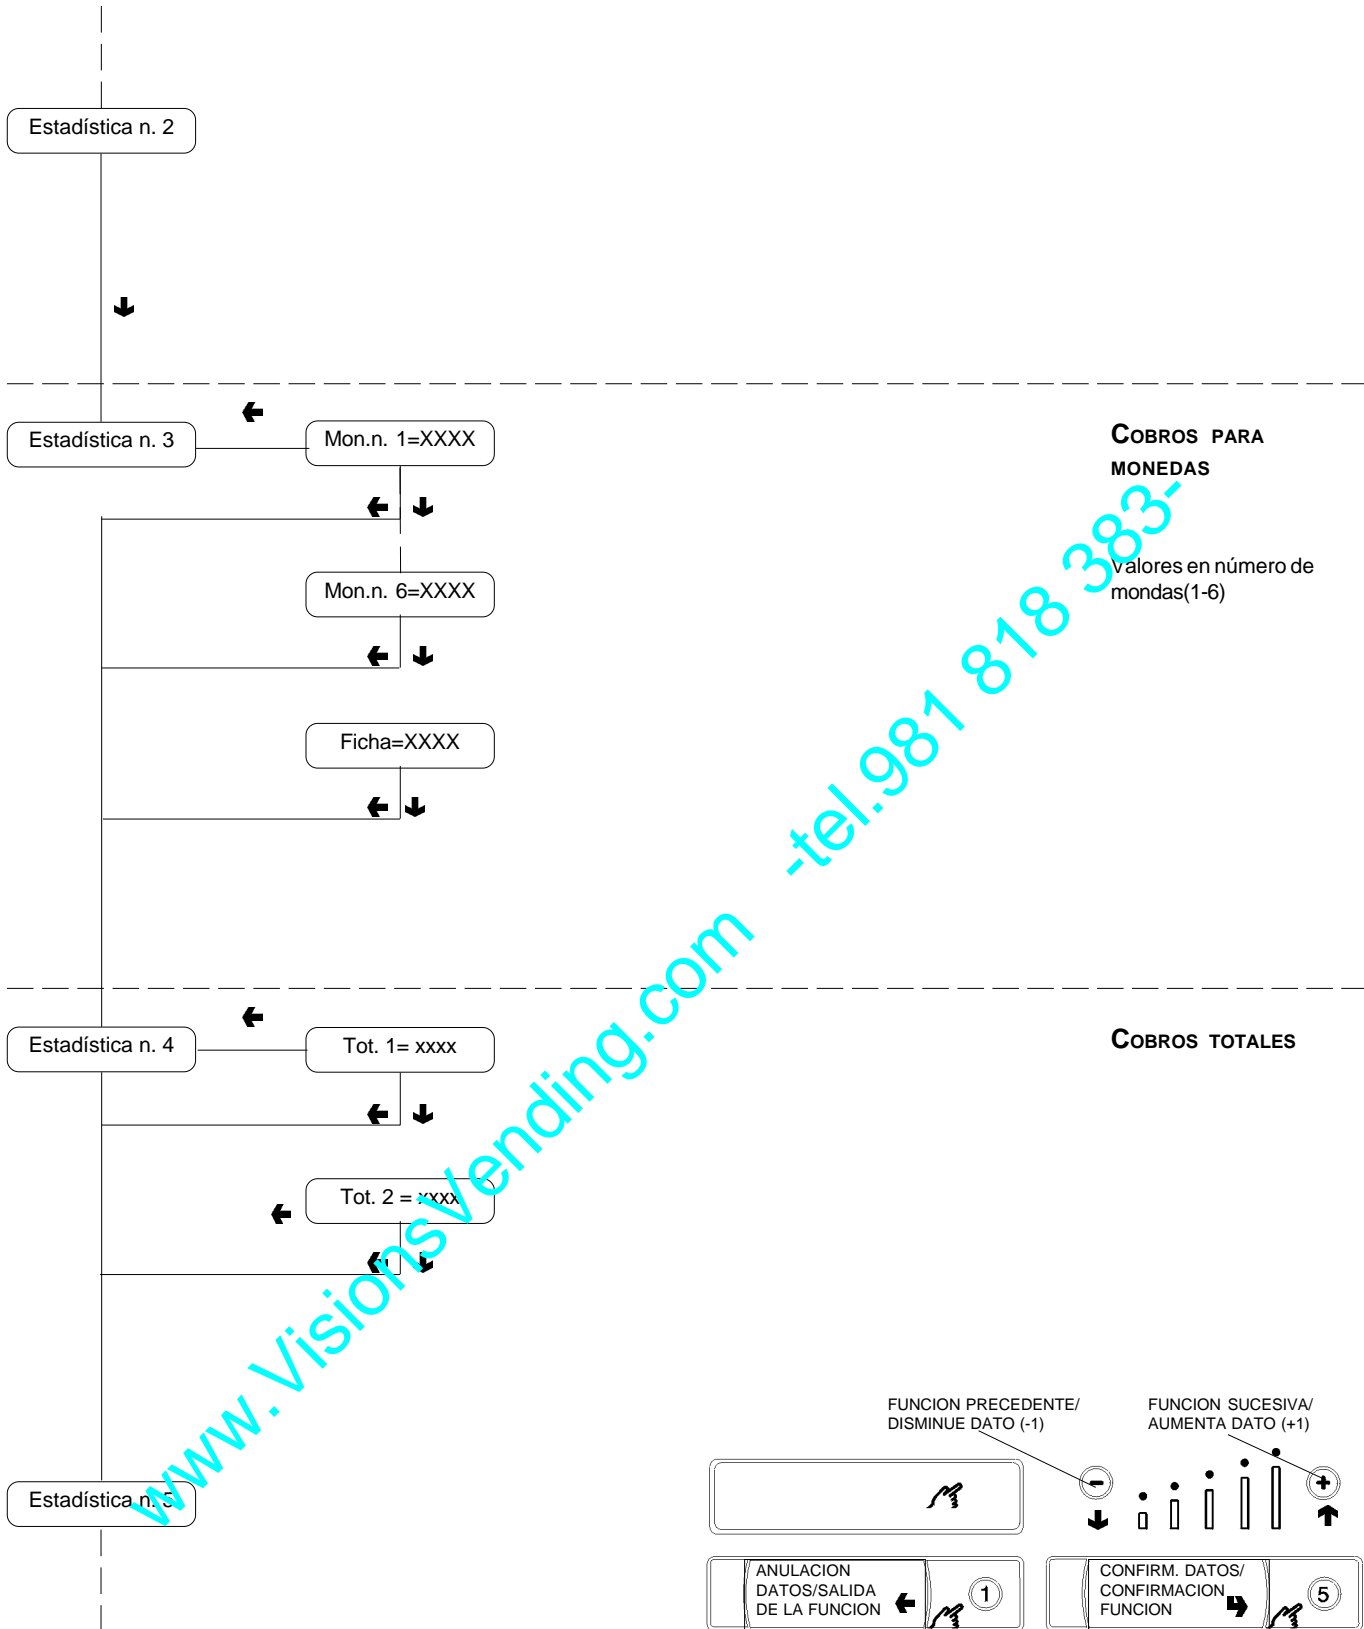 Estadística n. 2
Estadística n. 3
Mon.n. 1=XXXX
COBROS PARA
MONEDAS
Valores en número de
mondas(1-6)
Mon.n. 6=XXXX
Ficha=XXXX
Estadística n. 4
Tot. 1= xxxx
COBROS TOTALES
Tot. 2 = xxxx
Estadística n. 5
www.VisionsVending.com -tel.981 818 383-
FUNCION PRECEDENTE/
DISMINUE DATO (-1)
FUNCION SUCESIVA/
AUMENTA DATO (+1)
- +
ANULACION
DATOS/SALIDA
DE LA FUNCION
1
CONFIRM. DATOS/
CONFIRMACION
FUNCION
5